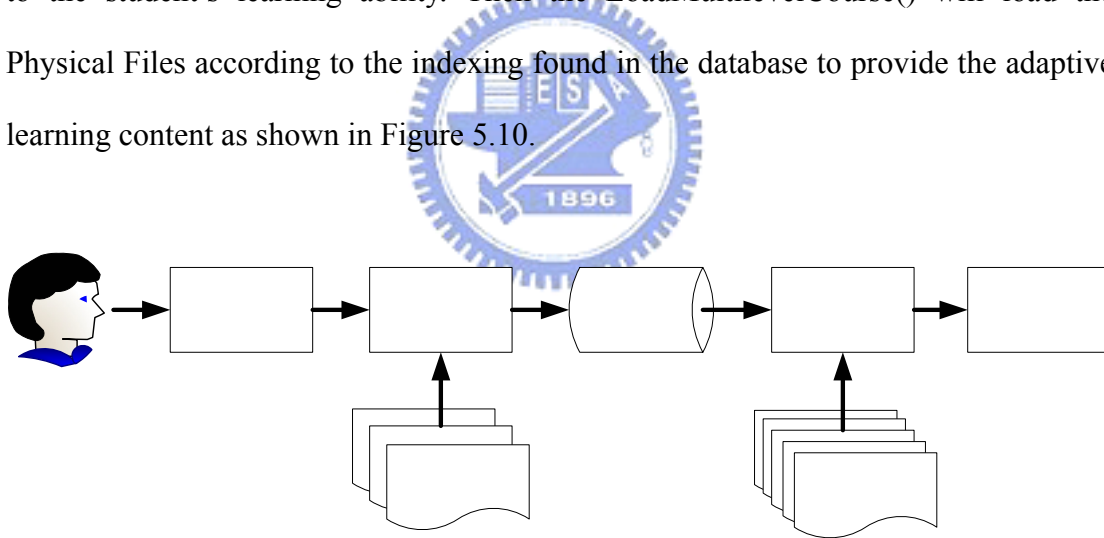 to the student's learning ability. Then the LoadMultilevelCourse() will load
Physical Files according to the indexing found in the database to provide the adaptive
learning content as shown in Figure 5.10.
E S A
1896